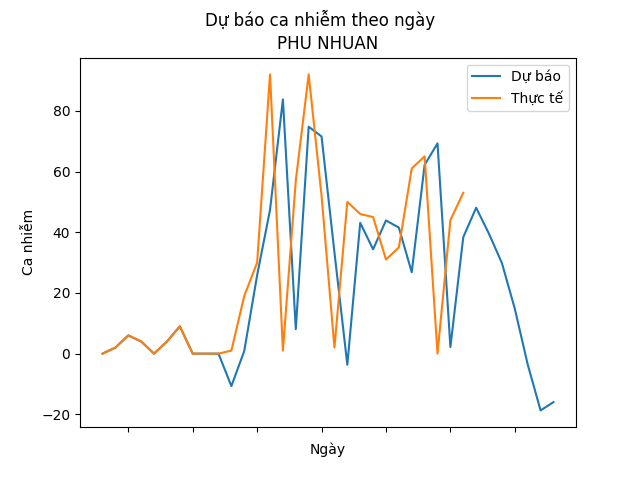 Dự báo ca nhiễm theo ngày
PHU NHUAN
Dự báo
Thực tế
80
60
40
20
0
−20
Ca nhiễm
Ngày